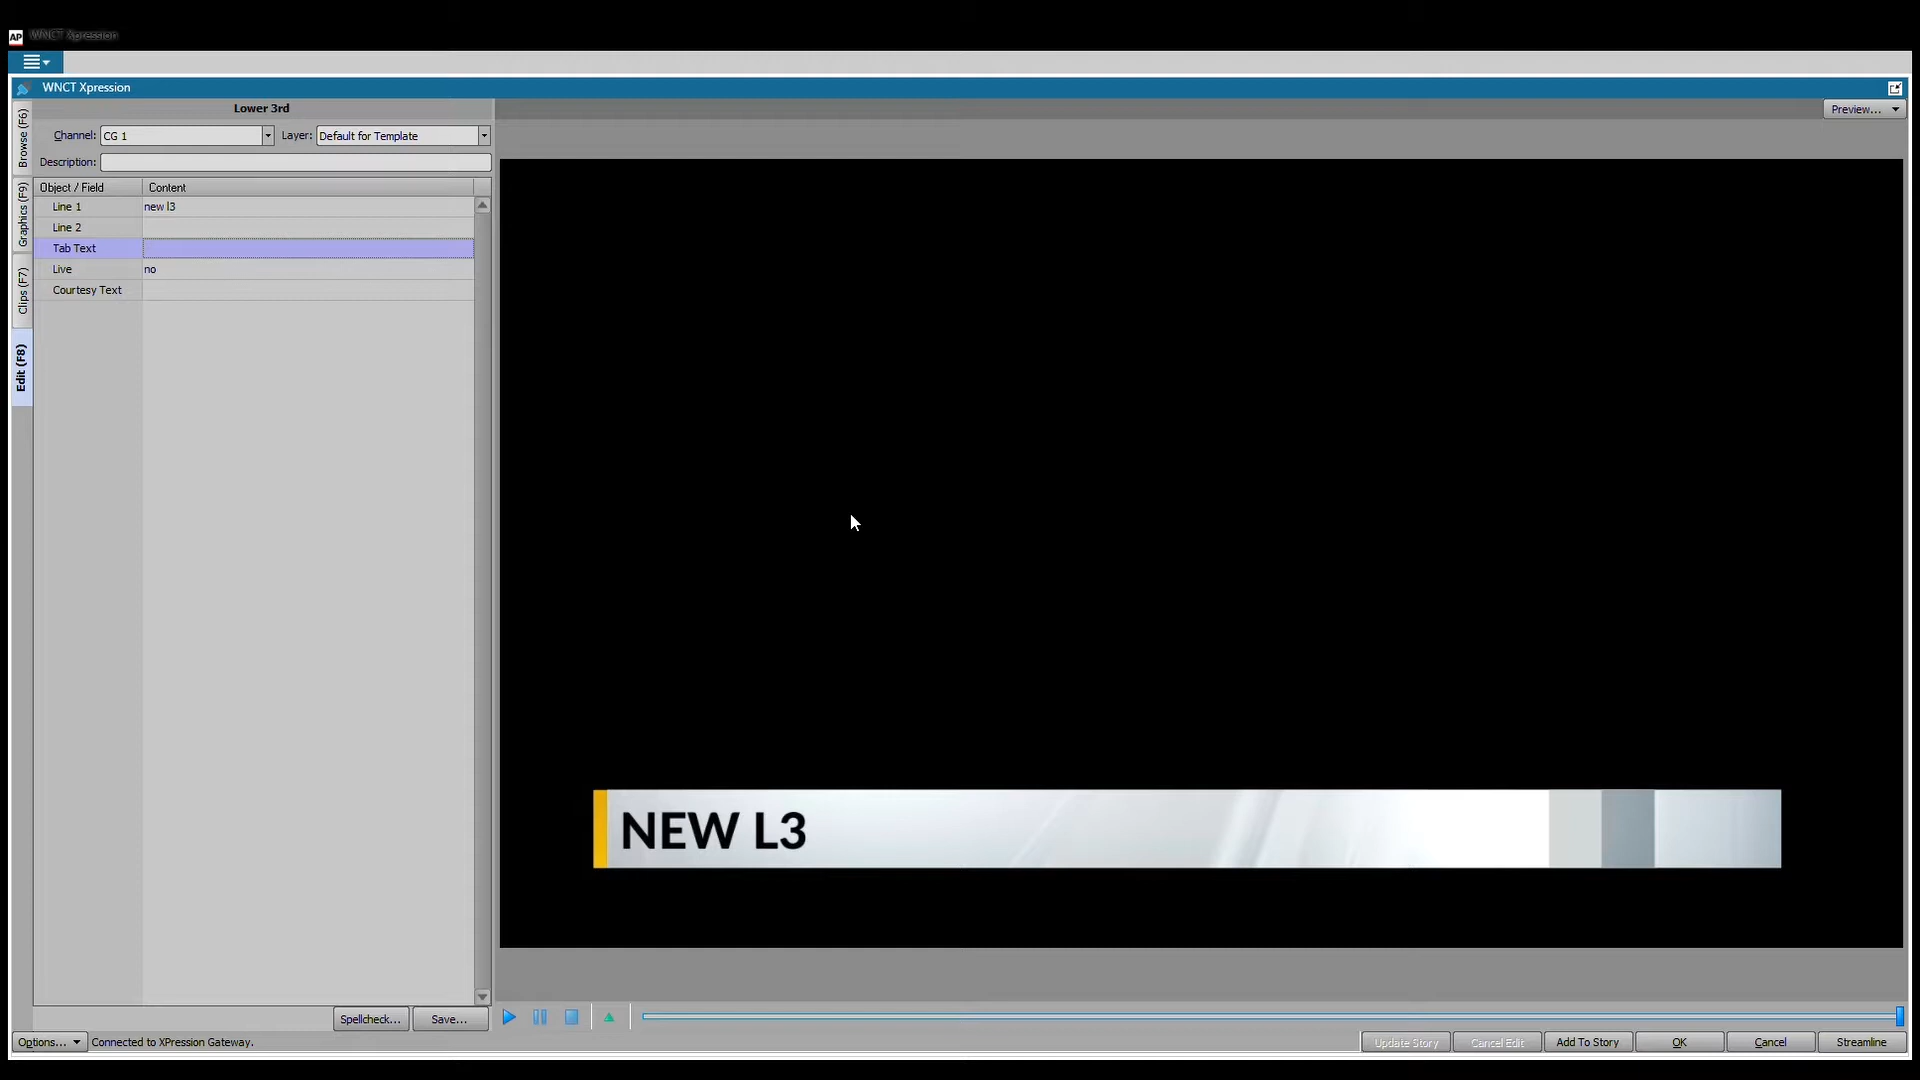 AP WNCT Xpression
WNCT Xpression
Lower 3rd
Preview...
Channel: CG 1 Layer: Default for Template
Description:
Object / Field Content
Line 1 new l3
Line 2
Tab Text
Live no
Courtesy Text
Browse (F6)
Graphics (F9)
Clips (F7)
Edit (F8)
NEW L3
Spellcheck... Save...
Options... Connected to XPression Gateway. Update Story Cancel Edit Add To Story OK Cancel Streamline